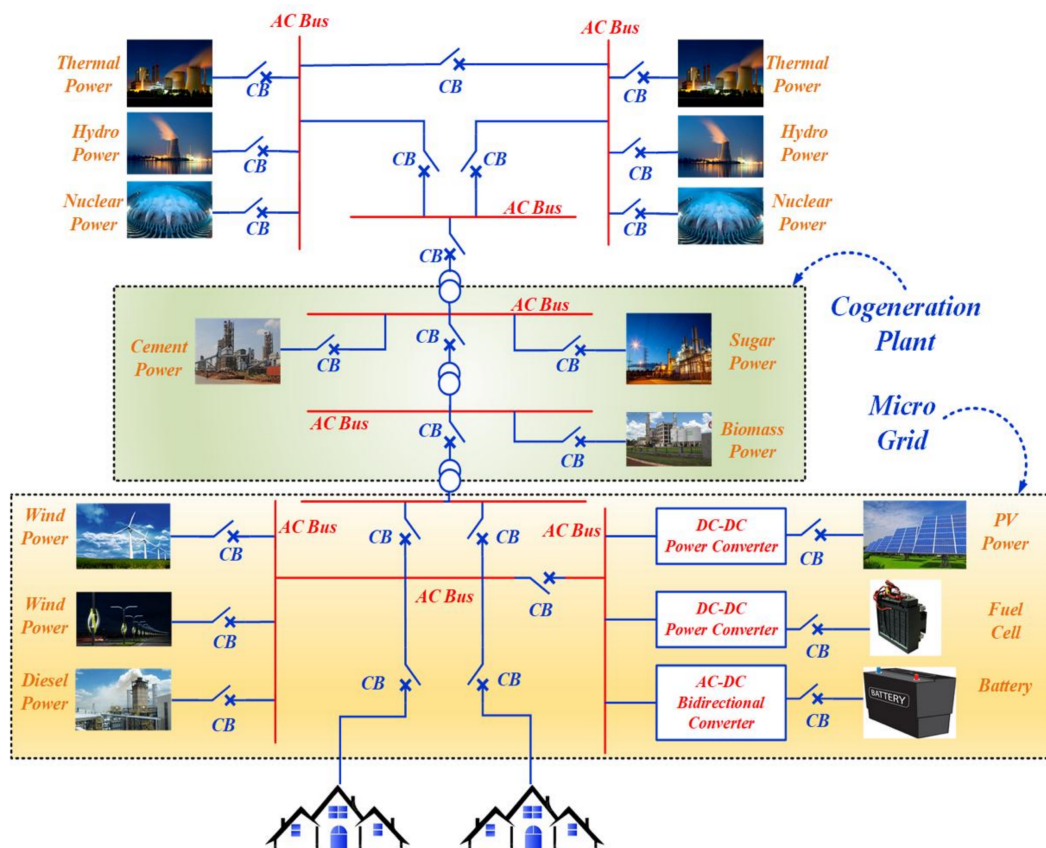 AC Bus
AC Bus
Thermal
Power
CB
CB
CB
Thermal
Power
Hydro
Power
CB
CB
CB
CB
Hydro
Power
Nuclear
Power
CB
AC Bus
CB
Nuclear
Power
CB
Cogeneration
Plant
AC Bus
Cement
Power
CB
CB
CB
Sugar
Power
AC Bus
CB
CB
Biomass
Power
Micro
Grid
Wind
Power
CB
AC Bus
CB
CB
AC Bus
DC-DC
Power Converter
CB
PV
Power
Wind
Power
CB
AC Bus
CB
DC-DC
Power Converter
CB
Fuel
Cell
Diesel
Power
CB
CB
CB
AC-DC
Bidirectional
Converter
CB
BATTERY
Battery